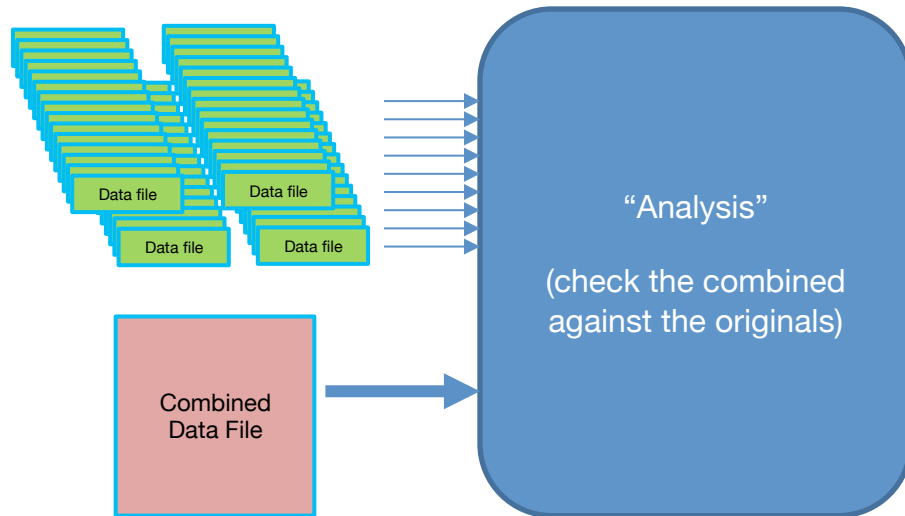 Data file
Data file
Data file
Data file
Combined
Data File
“Analysis”
(check the combined
against the originals)